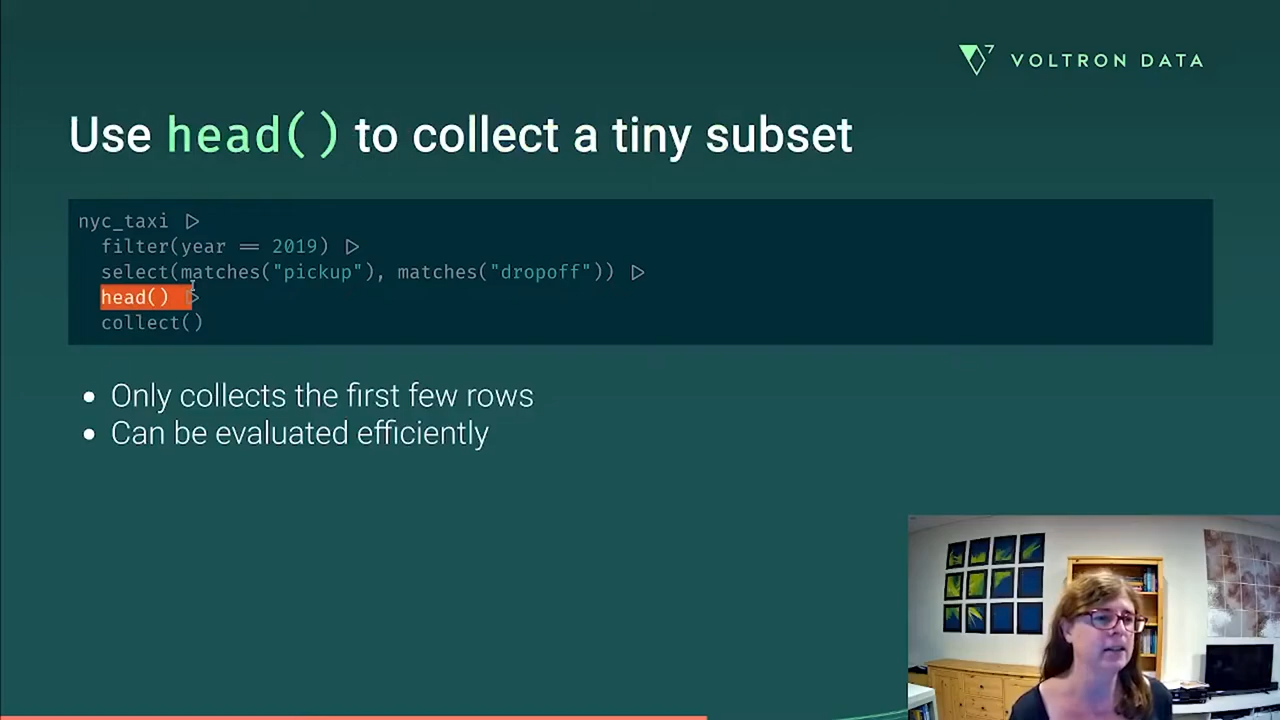 VOLTRON DATA
Use head() to collect a tiny subset
nyc_taxi |>
filter(year == 2019) |>
select(matches("pickup"), matches("dropoff")) |>
head() |>
collect()
• Only collects the first few rows
• Can be evaluated efficiently